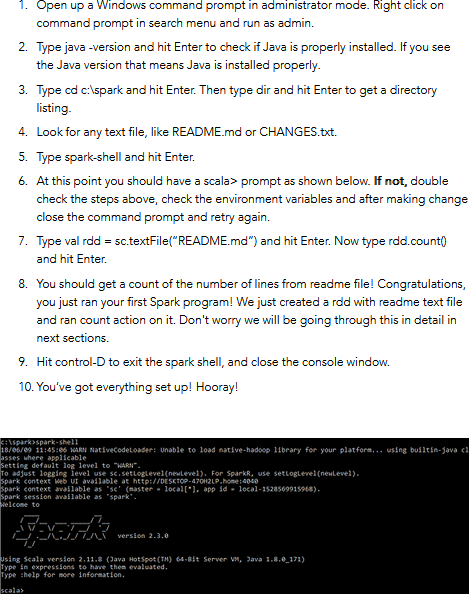 1. Open up a Windows command prompt in administrator mode. Right click on
command prompt in search menu and run as admin.
2. Type java -version and hit Enter to check if Java is properly installed. If you see
the Java version that means Java is installed properly.
3. Type cd c:\spark and hit Enter. Then type dir and hit Enter to get a directory
listing.
4. Look for any text file, like README.md or CHANGES.txt.
5. Type spark-shell and hit Enter.
6. At this point you should have a scala> prompt as shown below. If not, double
check the steps above, check the environment variables and after making change
close the command prompt and retry again.
7. Type val rdd = sc.textFile("README.md") and hit Enter. Now type rdd.count()
and hit Enter.
8. You should get a count of the number of lines from readme file! Congratulations,
you just ran your first Spark program! We just created a rdd with readme text file
and ran count action on it. Don't worry we will be going through this in detail in
next sections.
9. Hit control-D to exit the spark shell, and close the console window.
10. You've got everything set up! Hooray!
c:\spark>spark-shell
18/06/09 11:45:06 WARN NativeCodeLoader: Unable to load native-hadoop library for your platform... using builtin-java cl
asses where applicable
Setting default log level to "WARN".
To adjust logging level use sc.setLogLevel(newLevel). For SparkR, use setLogLevel(newLevel).
Spark context Web UI available at http://DESKTOP-47OH2LP.home:4040
Spark context available as 'sc' (master = local[*], app id = local-1528569915968).
Spark session available as 'spark'.
Welcome to
Spark version 2.3.0
Using Scala version 2.11.8 (Java HotSpot(TM) 64-Bit Server VM, Java 1.8.0_171)
Type in expressions to have them evaluated.
Type :help for more information.
scala>